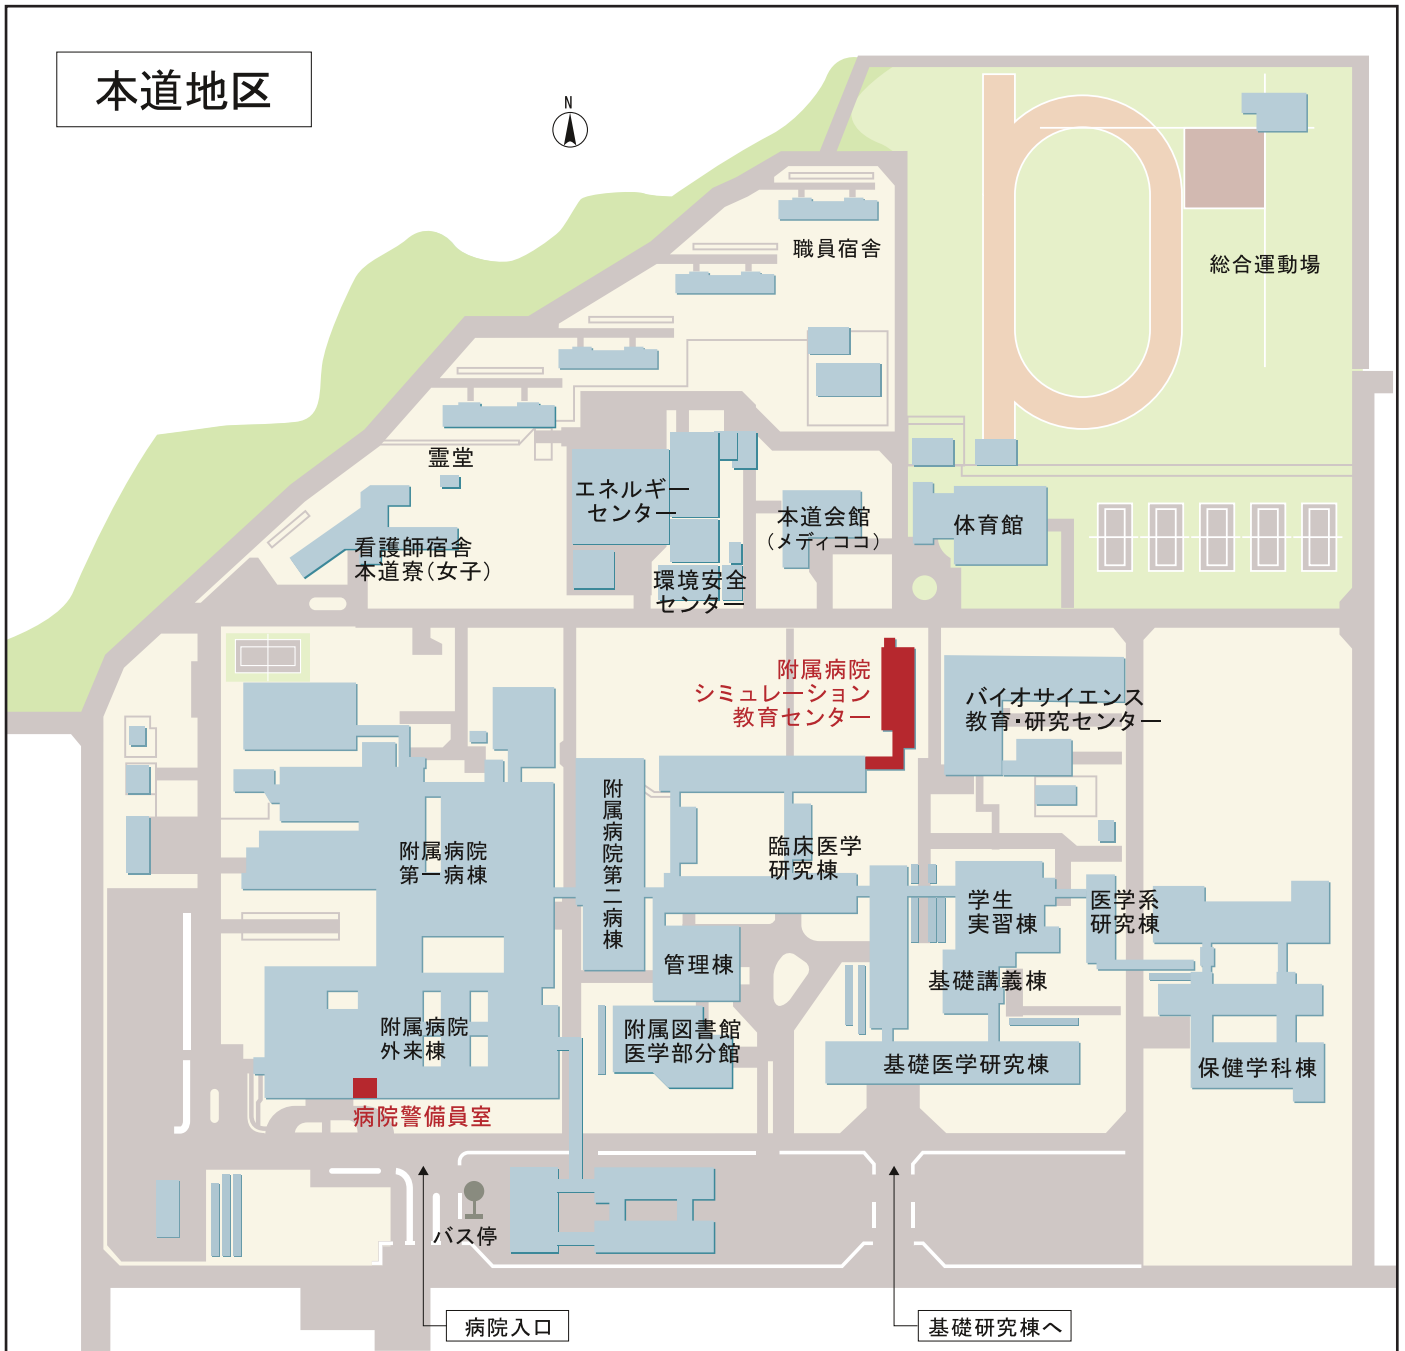 本道地区
N
職員宿舎
総合運動場
霊堂
エネルギー
センター
本道会館
（メディココ）
体育館
看護師宿舎
本道寮（女子）
環境安全
センター
附属病院
シミュレーション
教育センター
バイオサイエンス
教育・研究センター
附属病院
第一病棟
附属病院第二病棟
臨床医学
研究棟
学生
実習棟
医学系
研究棟
管理棟
基礎講義棟
附属病院
外来棟
附属図書館
医学部分館
基礎医学研究棟
保健学科棟
病院警備員室
バス停
病院入口
基礎研究棟へ